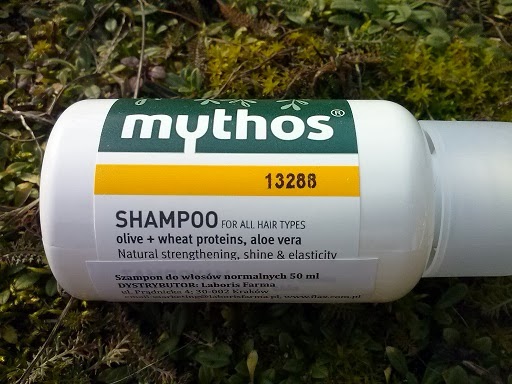 mythos®
13288
SHAMPOO FOR ALL HAIR TYPES
olive + wheat proteins, aloe vera
Natural strengthening, shine & elasticity
Szampon do włosów normalnych 50 ml
DYSTRYBUTOR: Laboris Farma
ul. Prądnicka 4; 30-002 Kraków